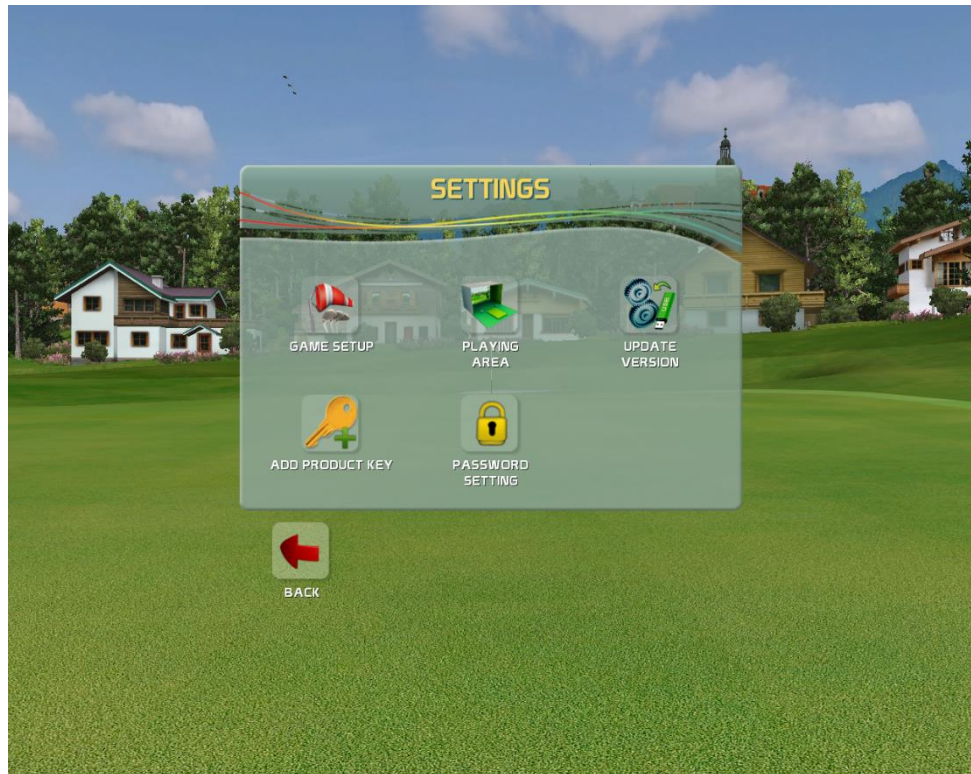 SETTINGS
GAME SETUP
PLAYING
AREA
UPDATE
VERSION
ADD PRODUCT KEY
PASSWORD
SETTING
BACK